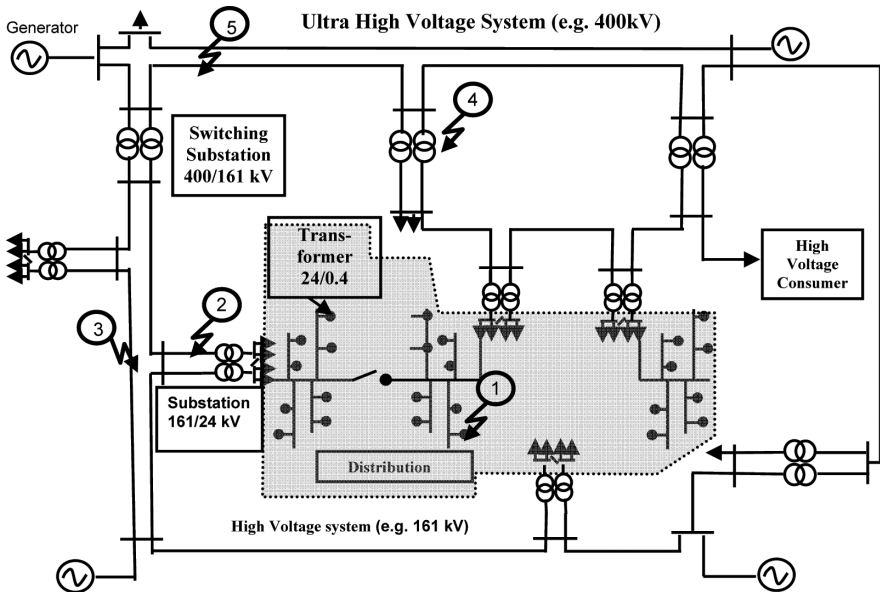 Ultra High Voltage System (e.g. 400kV)
Generator
5
4
Switching
Substation
400/161 kV
Trans-
former
24/0.4
High
Voltage
Consumer
2
3
1
Substation
161/24 kV
Distribution
High Voltage system (e.g. 161 kV)